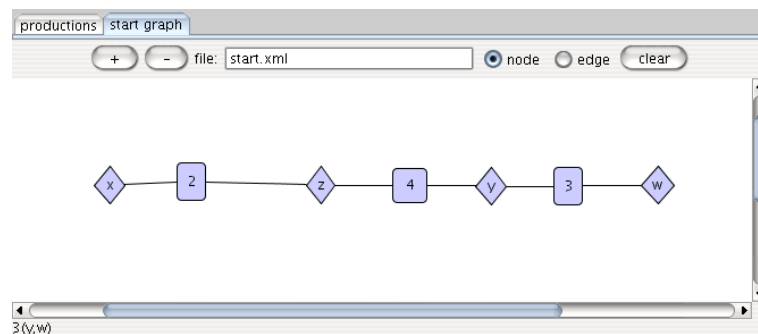 productions start graph
+ - file: start.xml node edge clear
x 2 z 4 y 3 w
3(y,w)